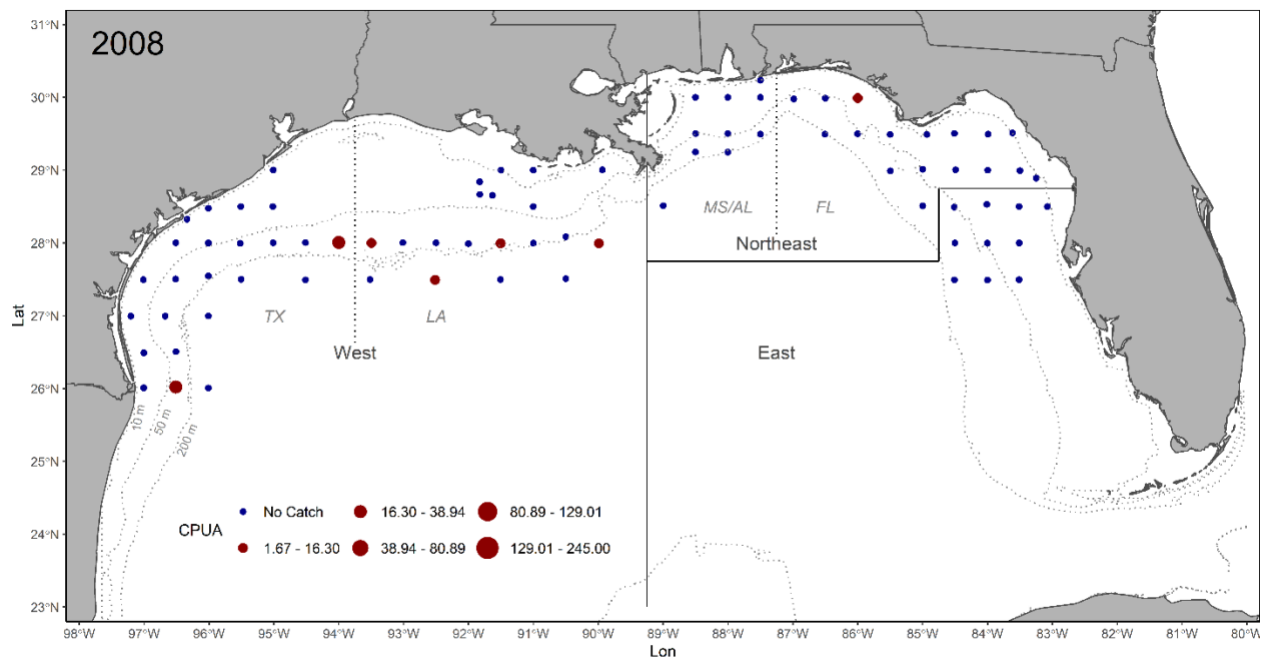 2008
31°N
30°N
29°N
28°N
27°N
26°N
25°N
24°N
23°N
Lat
MS/AL
FL
Northeast
TX
LA
West
East
10 m
50 m
200 m
CPUA
No Catch
16.30 - 38.94
80.89 - 129.01
1.67 - 16.30
38.94 - 80.89
129.01 - 245.00
98°W 97°W 96°W 95°W 94°W 93°W 92°W 91°W 90°W 89°W 88°W 87°W 86°W 85°W 84°W 83°W 82°W 81°W 80°W
Lon